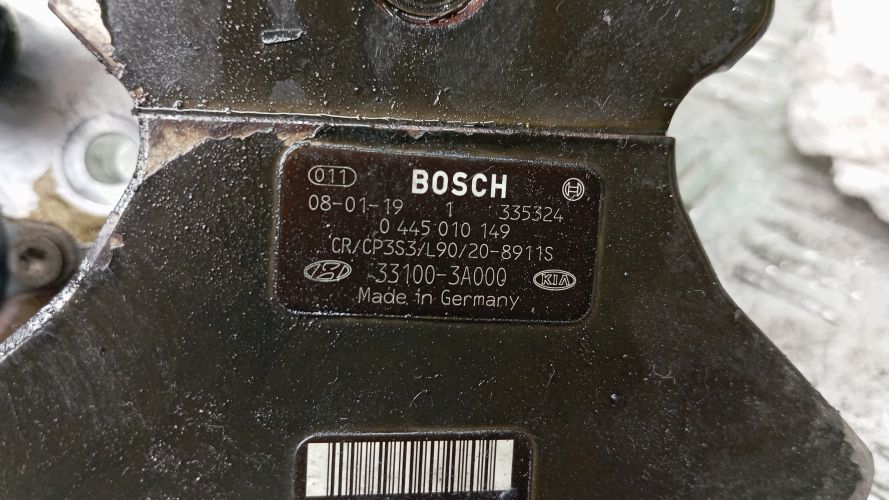 011 BOSCH
08-01-19 1 335324
0 445 010 149
CR/CP3S3/L90/20-8911S
33100-3A000 KIA
Made in Germany